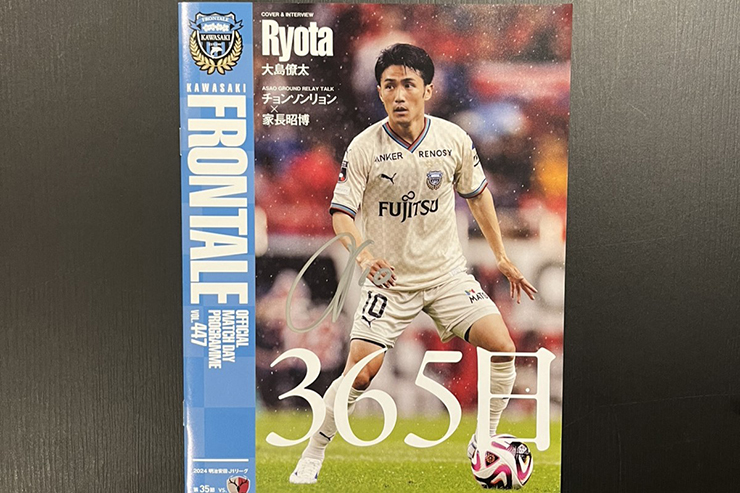 FRONTALE
KAWASAKI
KAWASAKI
FRONTALE
OFFICIAL
MATCH DAY
PROGRAMME
VOL.447
2024 明治安田J1リーグ
第35節 VS.
COVER & INTERVIEW
Ryota
大島僚太
ASAO GROUND RELAY TALK
チョンソンリョン
×
家長昭博
ANKER RENOSY
FUJITSU
10
365日